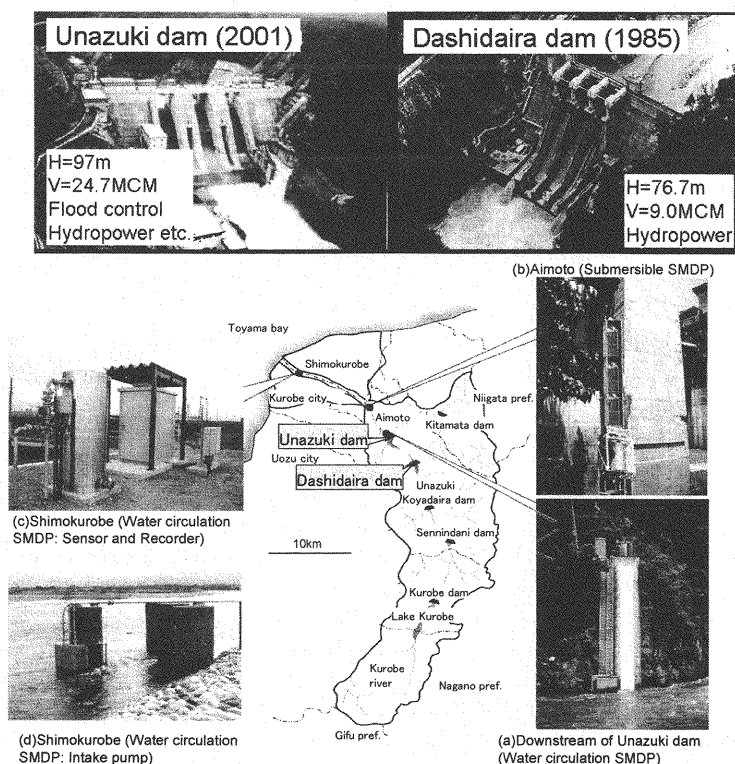 Unazuki dam (2001)
H=97m
V=24.7MCM
Flood control
Hydropower etc.
Dashidaira dam (1985)
H=76.7m
V=9.0MCM
Hydropower
(b)Aimoto (Submersible SMDP)
Toyama bay
Shimokurobe
Kurobe city
Aimoto
Niigata pref.
Kitamata dam
Unazuki dam
Uozu city
Dashidaira dam
Unazuki
Koyadaira dam
Sennindani dam
10km
Kurobe dam
Lake Kurobe
Kurobe
river
Nagano pref.
Gifu pref.
(c)Shimokurobe (Water circulation
SMDP: Sensor and Recorder)
(d)Shimokurobe (Water circulation
SMDP: Intake pump)
(a)Downstream of Unazuki dam
(Water circulation SMDP)